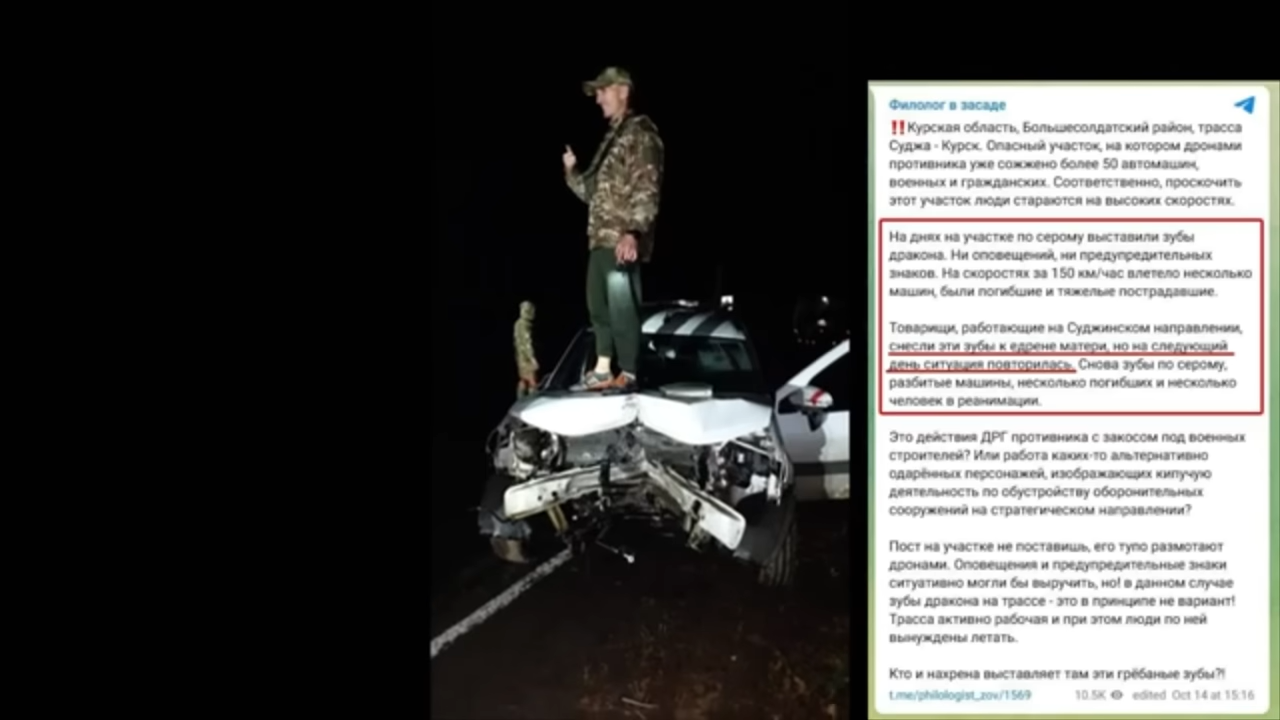 Филолог в засаде
‼Курская область, Большесолдатский район, трасса
Суджа - Курск. Опасный участок, на котором дронами
противника уже сожжено более 50 автомашин,
военных и гражданских. Соответственно, проскочить
этот участок люди стараются на высоких скоростях.
На днях на участке по серому выставили зубы
дракона. Ни оповещений, ни предупредительных
знаков. На скоростях за 150 км/час влетело несколько
машин, были погибшие и тяжелые пострадавшие.
Товарищи, работающие на Суджинском направлении,
снесли эти зубы к едрене матери, но на следующий
день ситуация повторилась. Снова зубы по серому,
разбитые машины, несколько погибших и несколько
человек в реанимации.
Это действия ДРГ противника с закосом под военных
строителей? Или работа каких-то альтернативно
одарённых персонажей, изображающих кипучую
деятельность по обустройству оборонительных
сооружений на стратегическом направлении?
Пост на участке не поставишь, его тупо размотают
дронами. Оповещения и предупредительные знаки
ситуативно могли бы выручить, но! в данном случае
зубы дракона на трассе - это в принципе не вариант!
Трасса активно рабочая и при этом люди по ней
вынуждены летать.
Кто и нахрена выставляет там эти грёбаные зубы?!
t.me/philologist_zov/1569 10.5K edited Oct 14 at 15:16